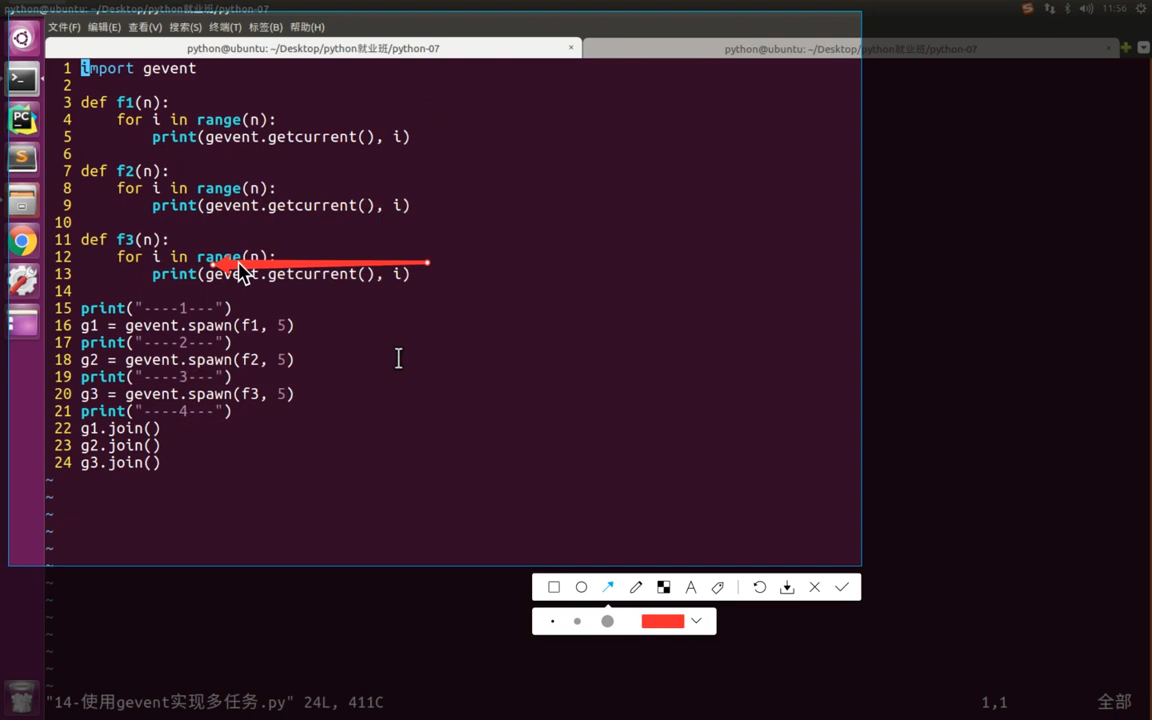 python@ubuntu: ~/Desktop/python就业班/python-07
11:56
文件(F) 编辑(E) 查看(V) 搜索(S) 终端(T) 标签(B) 帮助(H)
python@ubuntu: ~/Desktop/python就业班/python-07 × python@ubuntu: ~/Desktop/python就业班/python-07 ×
1 import gevent
2
3 def f1(n):
4     for i in range(n):
5         print(gevent.getcurrent(), i)
6
7 def f2(n):
8     for i in range(n):
9         print(gevent.getcurrent(), i)
10
11 def f3(n):
12     for i in range(n):
13         print(gevent.getcurrent(), i)
14
15 print("----1---")
16 g1 = gevent.spawn(f1, 5)
17 print("----2---")
18 g2 = gevent.spawn(f2, 5)
19 print("----3---")
20 g3 = gevent.spawn(f3, 5)
21 print("----4---")
22 g1.join()
23 g2.join()
24 g3.join()
~
~
~
~
~
~
~
~
~
~
~
~
~
"14-使用gevent实现多任务.py" 24L, 411C 1,1 全部
PC
S
A